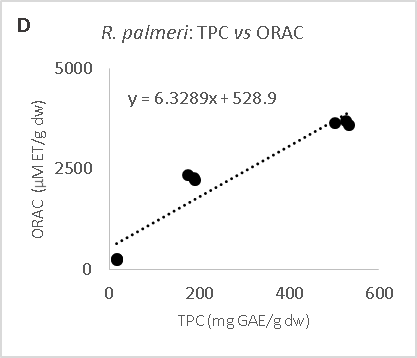 D
R. palmeri: TPC vs ORAC
5000
y = 6.3289x + 528.9
ORAC (µM ET/g dw)
2500
0
0 200 400 600
TPC (mg GAE/g dw)